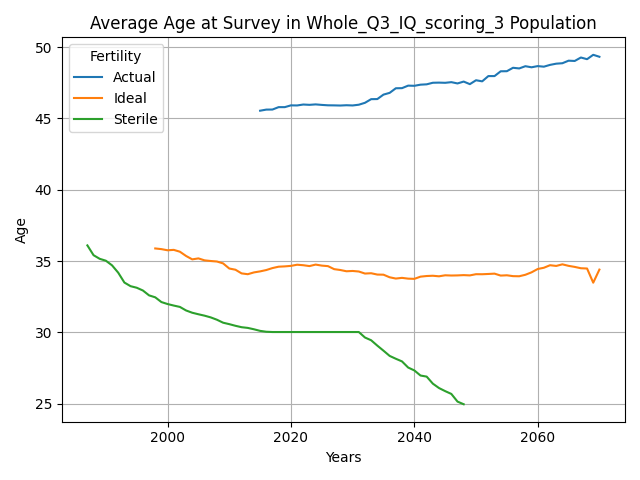 Average Age at Survey in Whole_Q3_IQ_scoring_3 Population
Fertility
Actual
Ideal
Sterile
50
45
40
35
30
25
Age
2000
2020
2040
2060
Years